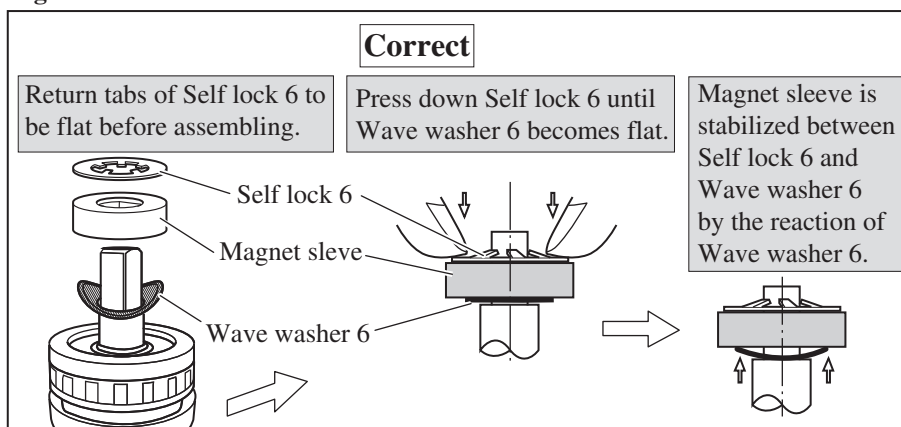 Correct
Return tabs of Self lock 6 to
be flat before assembling.
Press down Self lock 6 until
Wave washer 6 becomes flat.
Magnet sleeve is
stabilized between
Self lock 6 and
Wave washer 6
by the reaction of
Wave washer 6.
Self lock 6
Magnet sleve
Wave washer 6